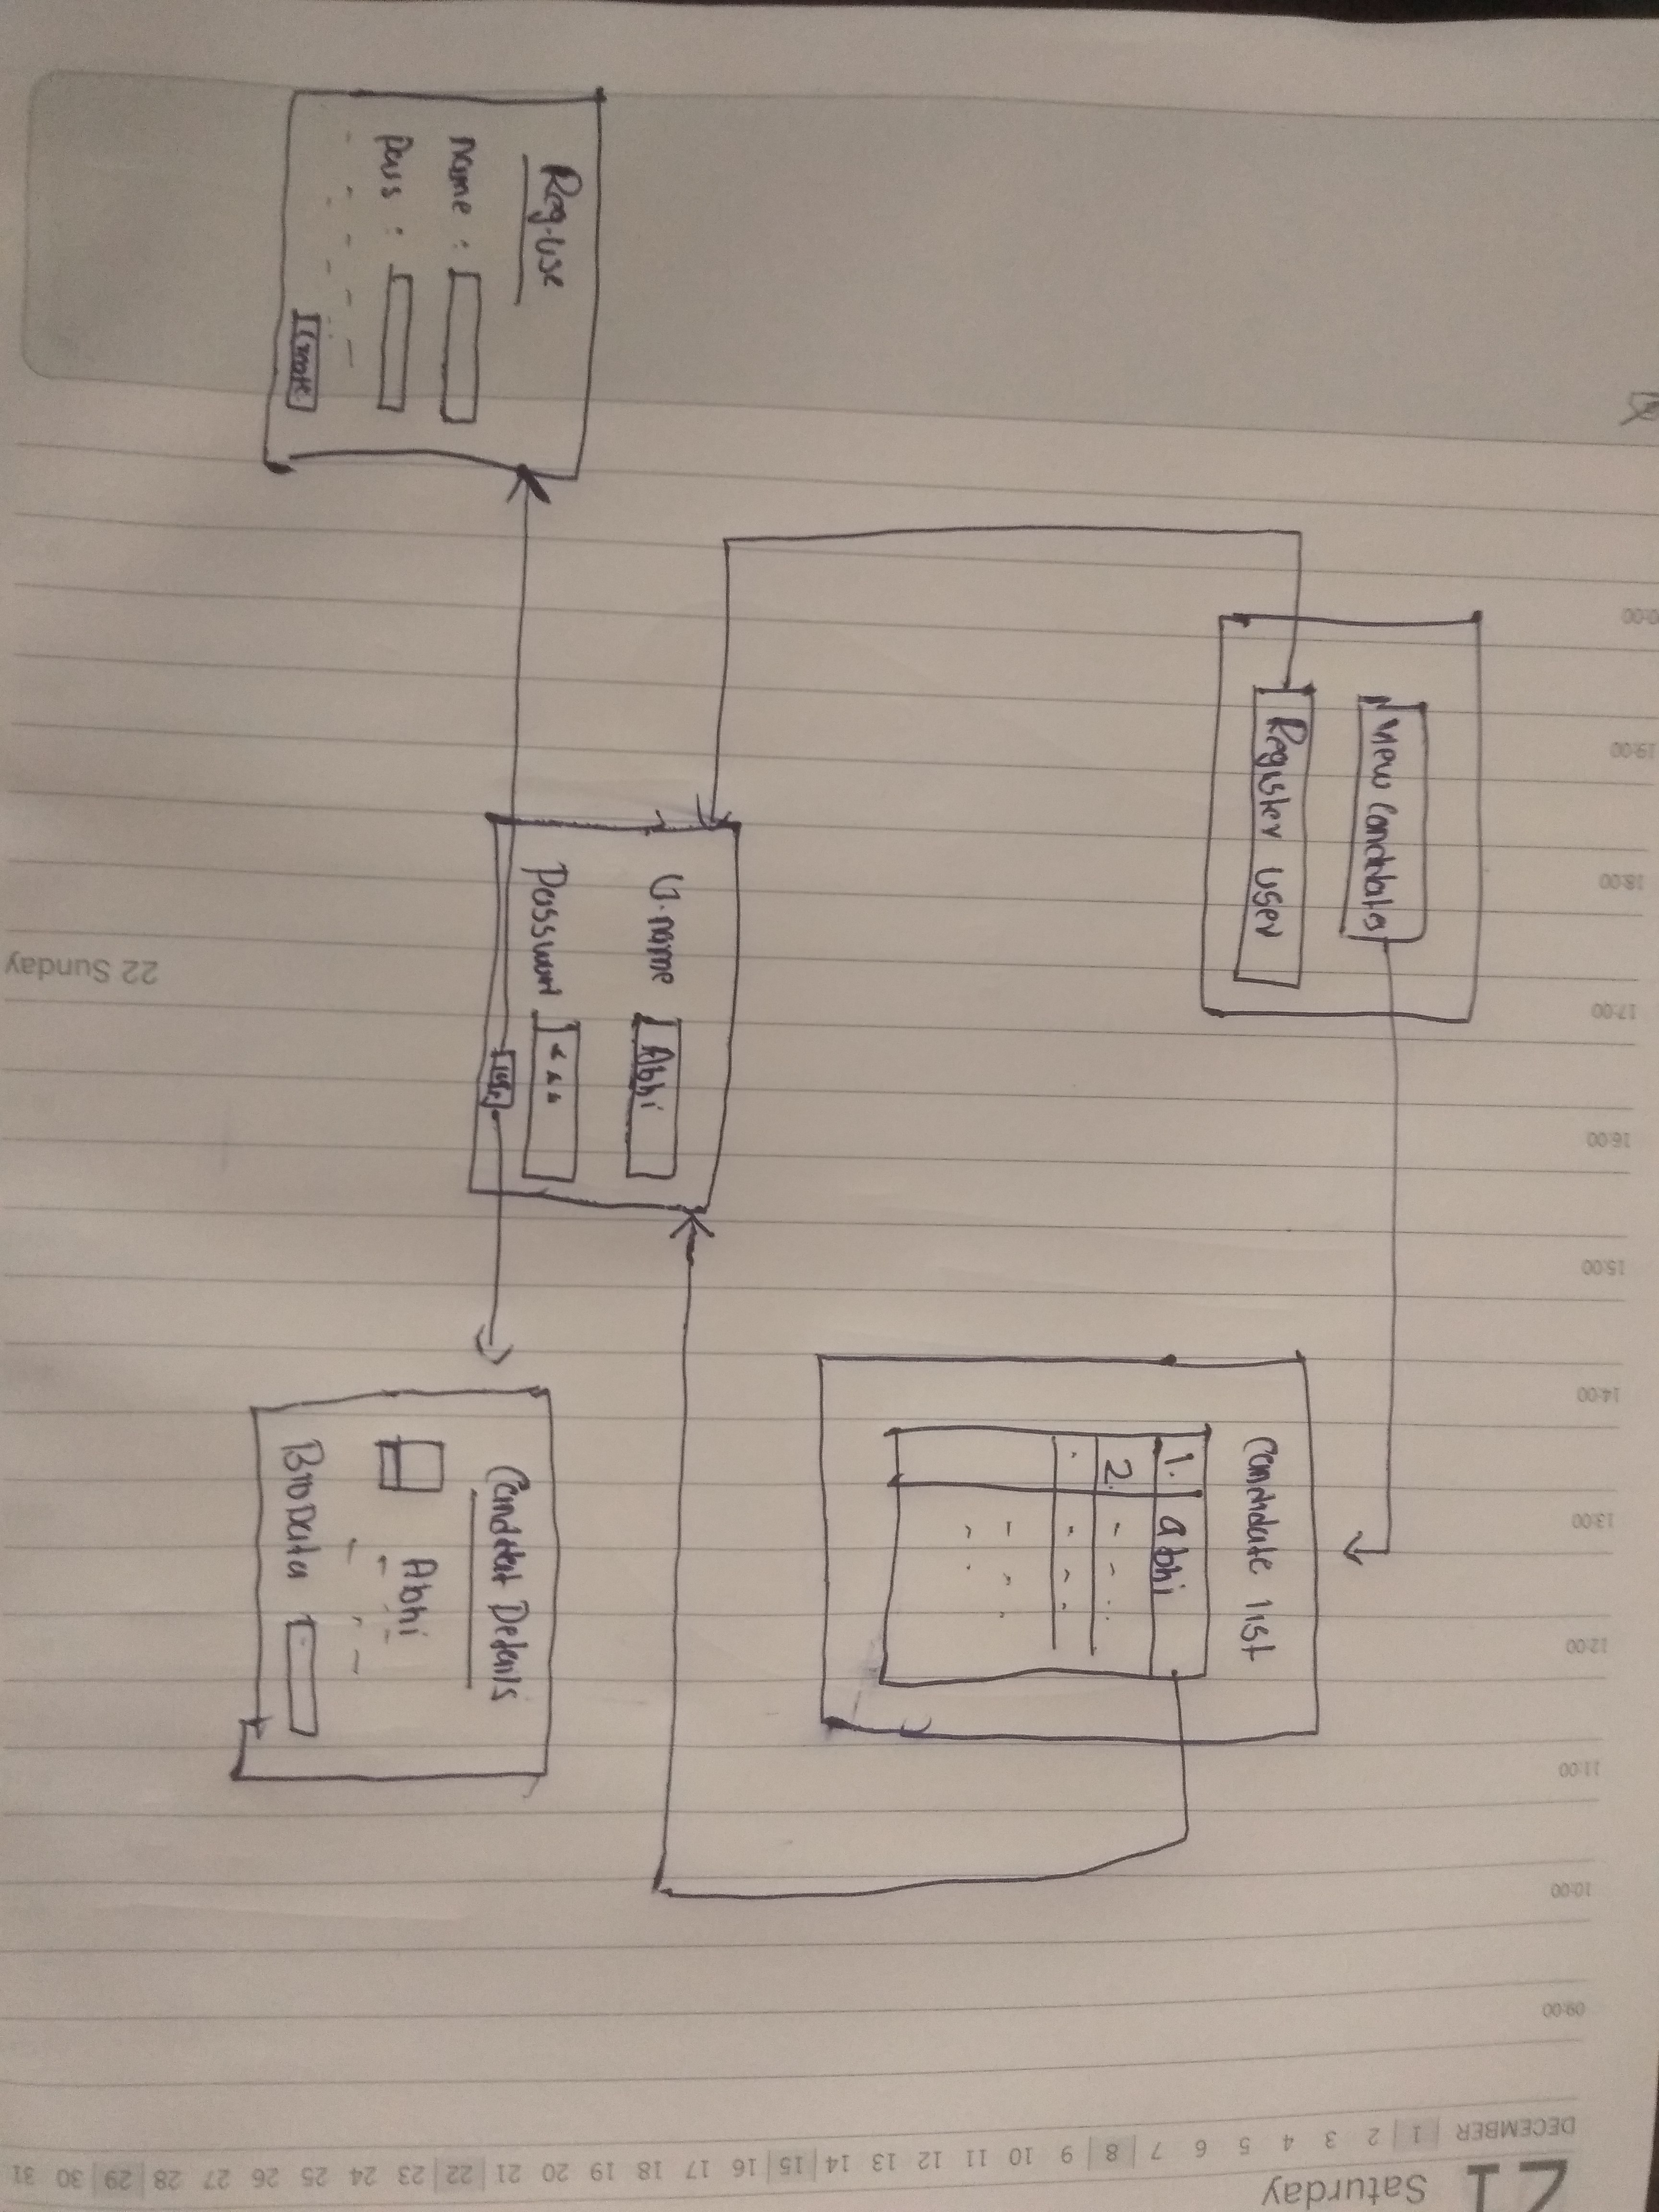 View Candidates
Register User
Candidate list
1. abhi
2.
U.name Abhi
Password
Reg. use
name :
pass :
Create
Candidat Details
Abhi
BIODATA
22 Sunday
20:00
19:00
18:00
17:00
16:00
15:00
14:00
13:00
12:00
11:00
10:00
09:00
DECEMBER 1 2 3 4 5 6 7 8 9 10 11 12 13 14 15 16 17 18 19 20 21 22 23 24 25 26 27 28 29 30 31
21 Saturday